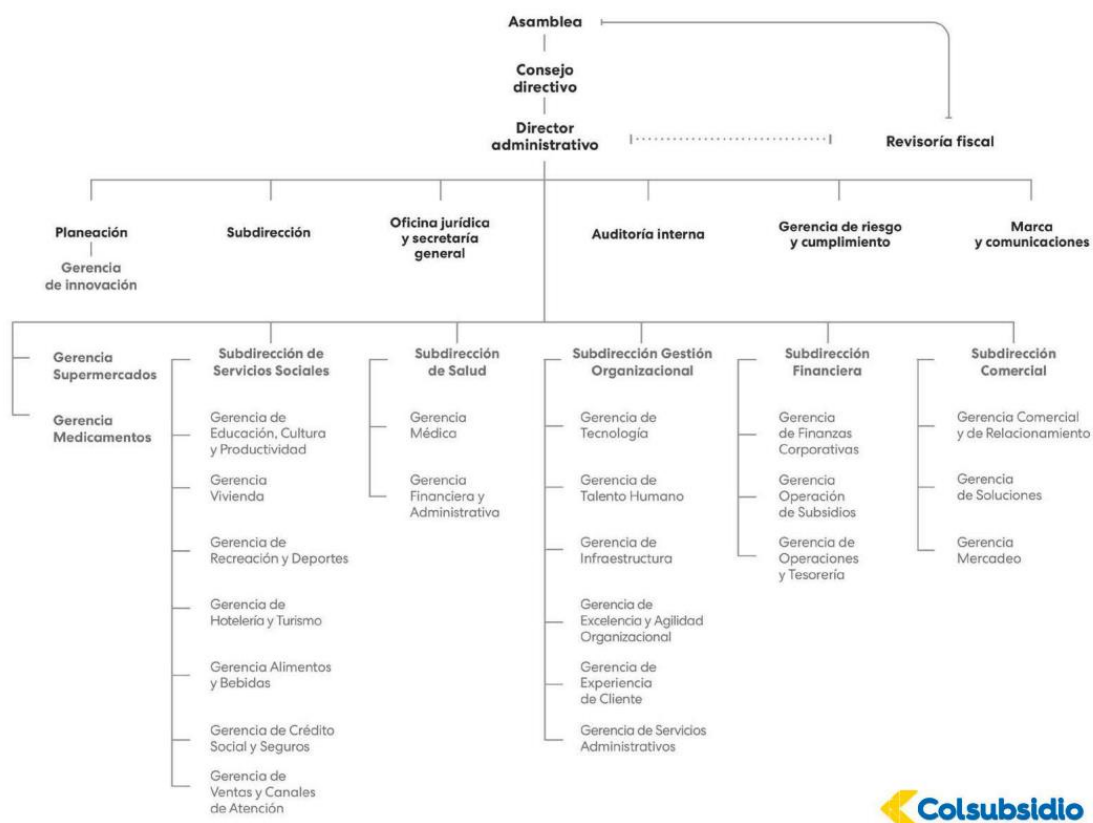 Asamblea
Consejo
directivo
Director
administrativo
Revisoría fiscal
Planeación
Gerencia
de innovación
Subdirección
Oficina jurídica
y secretaría
general
Auditoría interna
Gerencia de riesgo
y cumplimiento
Marca
y comunicaciones
Gerencia
Supermercados
Gerencia
Medicamentos
Subdirección de
Servicios Sociales
Gerencia de
Educación, Cultura
y Productividad
Gerencia
Vivienda
Gerencia de
Recreación y Deportes
Gerencia de
Hotelería y Turismo
Gerencia Alimentos
y Bebidas
Gerencia de Crédito
Social y Seguros
Gerencia de
Ventas y Canales
de Atención
Subdirección
de Salud
Gerencia
Médica
Gerencia
Financiera y
Administrativa
Subdirección Gestión
Organizacional
Gerencia de
Tecnología
Gerencia de
Talento Humano
Gerencia de
Infraestructura
Gerencia de
Excelencia y Agilidad
Organizacional
Gerencia de
Experiencia
de Cliente
Gerencia de Servicios
Administrativos
Subdirección
Financiera
Gerencia
de Finanzas
Corporativas
Gerencia
Operación
de Subsidios
Gerencia de
Operaciones
y Tesorería
Subdirección
Comercial
Gerencia Comercial
y de Relacionamiento
Gerencia
de Soluciones
Gerencia
Mercadeo
Colsubsidio